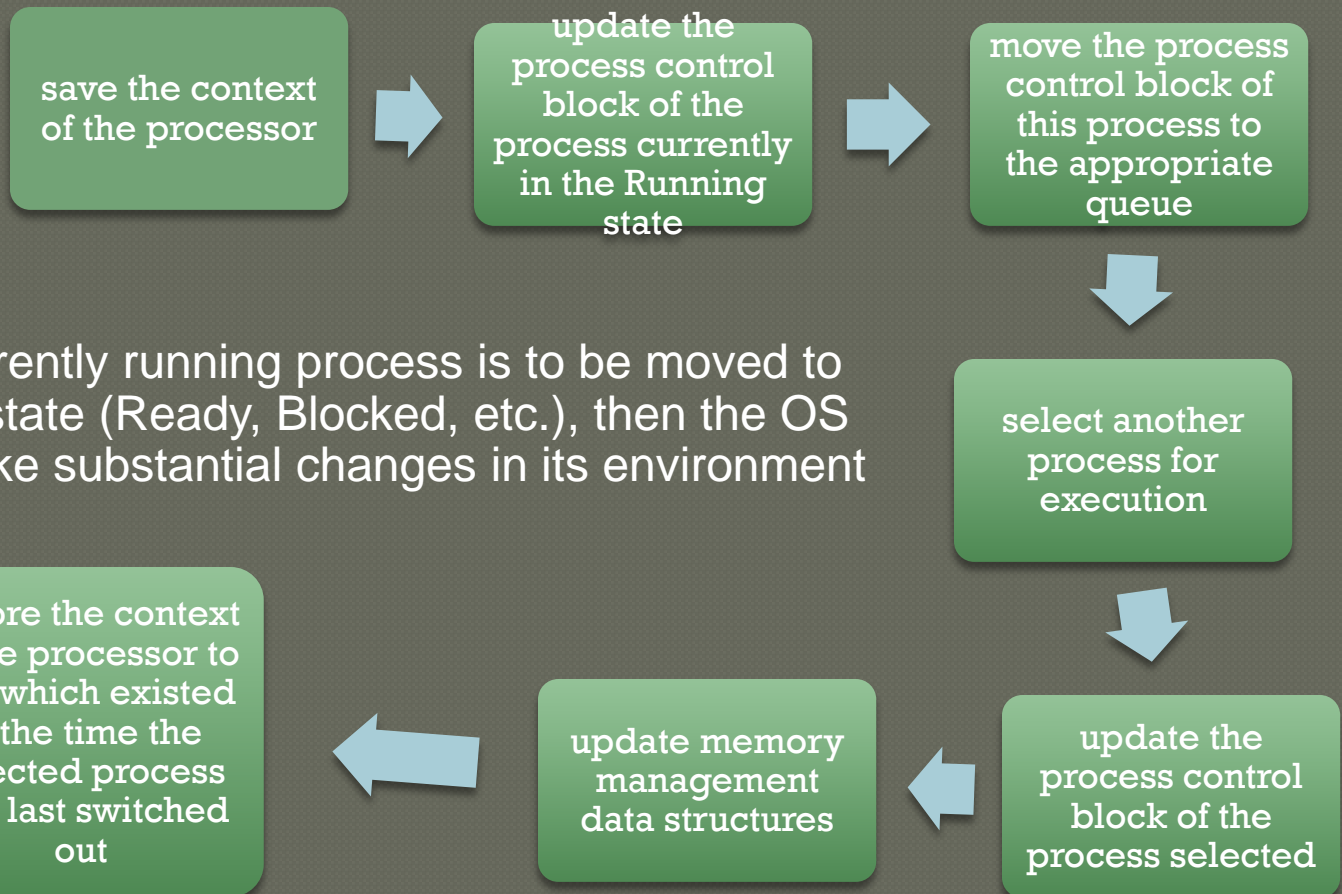 save the context
of the processor
update the
process control
block of the
process currently
in the Running
state
move the process
control block of
this process to
the appropriate
queue
running process is to be moved to
state (Ready, Blocked, etc.), then the OS
substantial changes in its environment
select another
process for
execution
update the
process control
block of the
process selected
update memory
management
data structures
the context
processor to
which existed
the time the
process
last switched
out